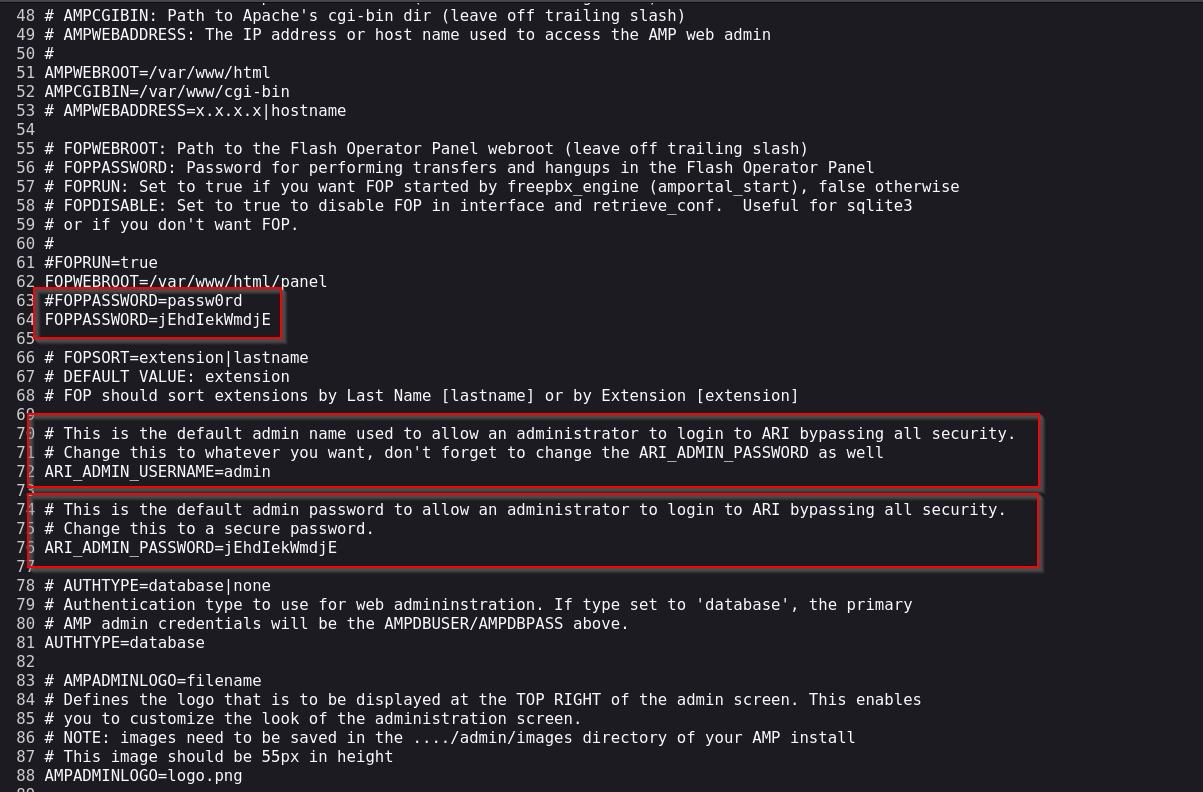 48 # AMPCGIBIN: Path to Apache's cgi-bin dir (leave off trailing slash)
49 # AMPWEBADDRESS: The IP address or host name used to access the AMP web admin
50 #
51 AMPWEBROOT=/var/www/html
52 AMPCGIBIN=/var/www/cgi-bin
53 # AMPWEBADDRESS=x.x.x.x|hostname
54
55 # FOPWEBROOT: Path to the Flash Operator Panel webroot (leave off trailing slash)
56 # FOPPASSWORD: Password for performing transfers and hangups in the Flash Operator Panel
57 # FOPRUN: Set to true if you want FOP started by freepbx_engine (amportal_start), false otherwise
58 # FOPDISABLE: Set to true to disable FOP in interface and retrieve_conf.  Useful for sqlite3
59 # or if you don't want FOP.
60 #
61 #FOPRUN=true
62 FOPWEBROOT=/var/www/html/panel
63 #FOPPASSWORD=passw0rd
64 FOPPASSWORD=jEhdIekWmdjE
65
66 # FOPSORT=extension|lastname
67 # DEFAULT VALUE: extension
68 # FOP should sort extensions by Last Name [lastname] or by Extension [extension]
69
70 # This is the default admin name used to allow an administrator to login to ARI bypassing all security.
71 # Change this to whatever you want, don't forget to change the ARI_ADMIN_PASSWORD as well
72 ARI_ADMIN_USERNAME=admin
73
74 # This is the default admin password to allow an administrator to login to ARI bypassing all security.
75 # Change this to a secure password.
76 ARI_ADMIN_PASSWORD=jEhdIekWmdjE
77
78 # AUTHTYPE=database|none
79 # Authentication type to use for web admininstration. If type set to 'database', the primary
80 # AMP admin credentials will be the AMPDBUSER/AMPDBPASS above.
81 AUTHTYPE=database
82
83 # AMPADMINLOGO=filename
84 # Defines the logo that is to be displayed at the TOP RIGHT of the admin screen. This enables
85 # you to customize the look of the administration screen.
86 # NOTE: images need to be saved in the ..../admin/images directory of your AMP install
87 # This image should be 55px in height
88 AMPADMINLOGO=logo.png